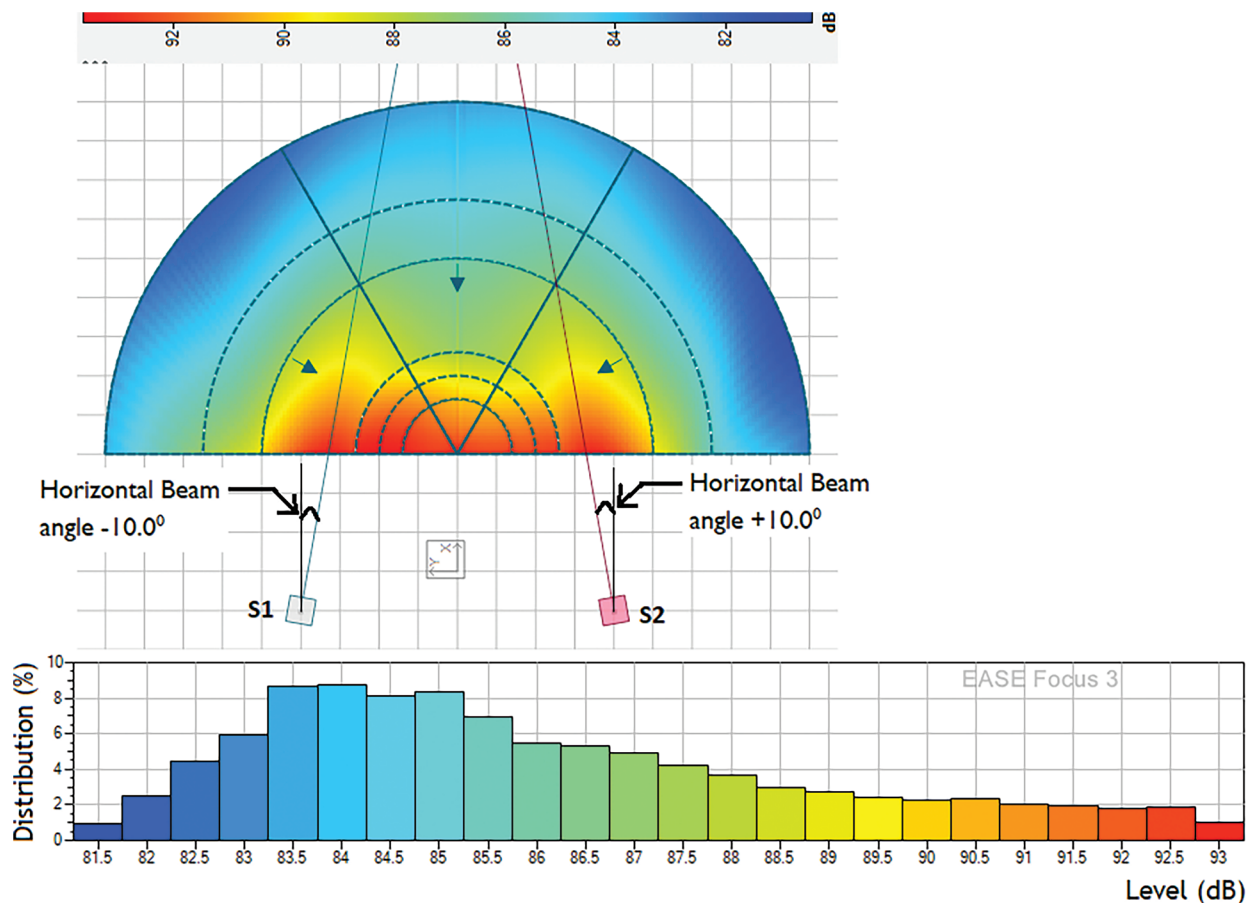 92 90 88 86 84 82 dB
Horizontal Beam
angle -10.0⁰
Horizontal Beam
angle +10.0⁰
X
Y
S1
S2
EASE Focus 3
Distribution (%)
10
8
6
4
2
0
81.5 82 82.5 83 83.5 84 84.5 85 85.5 86 86.5 87 87.5 88 88.5 89 89.5 90 90.5 91 91.5 92 92.5 93
Level (dB)